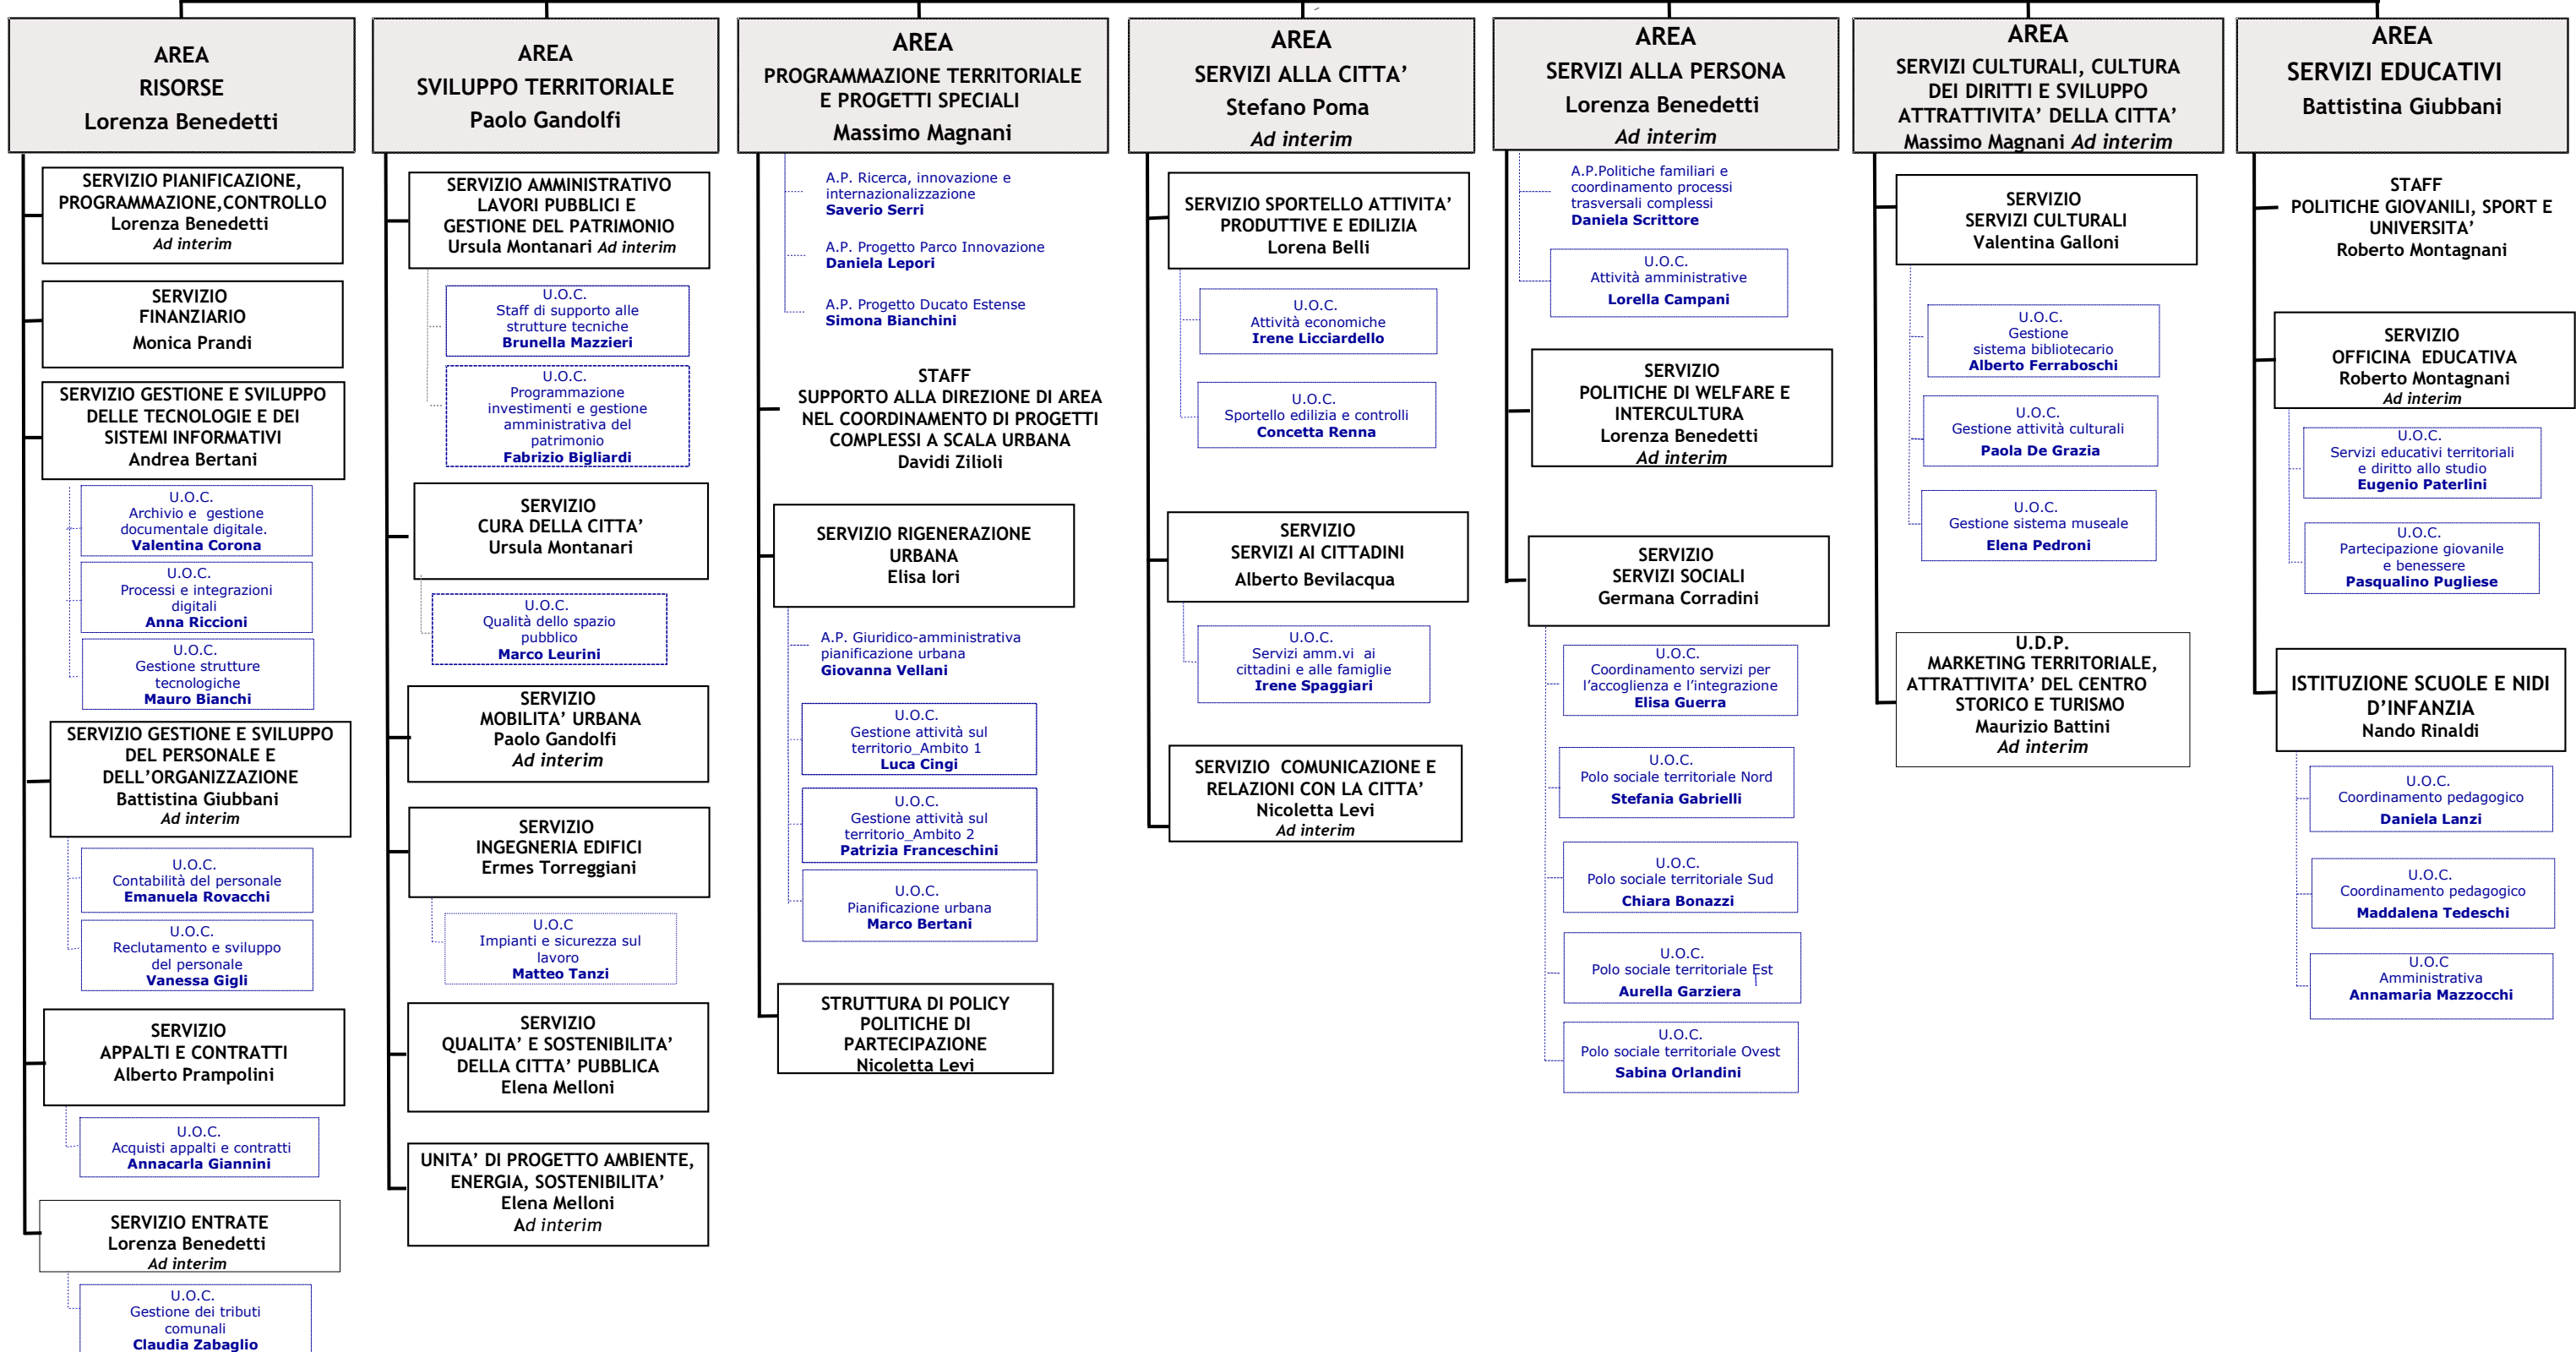 AREA
RISORSE
Lorenza Benedetti
SERVIZIO PIANIFICAZIONE,
PROGRAMMAZIONE,CONTROLLO
Lorenza Benedetti
Ad interim
SERVIZIO
FINANZIARIO
Monica Prandi
SERVIZIO GESTIONE E SVILUPPO
DELLE TECNOLOGIE E DEI
SISTEMI INFORMATIVI
Andrea Bertani
U.O.C.
Archivio e gestione
documentale digitale.
Valentina Corona
U.O.C.
Processi e integrazioni
digitali
Anna Riccioni
U.O.C.
Gestione strutture
tecnologiche
Mauro Bianchi
SERVIZIO GESTIONE E SVILUPPO
DEL PERSONALE E
DELL’ORGANIZZAZIONE
Battistina Giubbani
Ad interim
U.O.C.
Contabilità del personale
Emanuela Rovacchi
U.O.C.
Reclutamento e sviluppo
del personale
Vanessa Gigli
SERVIZIO
APPALTI E CONTRATTI
Alberto Prampolini
U.O.C.
Acquisti appalti e contratti
Annacarla Giannini
SERVIZIO ENTRATE
Lorenza Benedetti
Ad interim
U.O.C.
Gestione dei tributi
comunali
Claudia Zabaglio
AREA
SVILUPPO TERRITORIALE
Paolo Gandolfi
SERVIZIO AMMINISTRATIVO
LAVORI PUBBLICI E
GESTIONE DEL PATRIMONIO
Ursula Montanari Ad interim
U.O.C.
Staff di supporto alle
strutture tecniche
Brunella Mazzieri
U.O.C.
Programmazione
investimenti e gestione
amministrativa del
patrimonio
Fabrizio Bigliardi
SERVIZIO
CURA DELLA CITTA’
Ursula Montanari
U.O.C.
Qualità dello spazio
pubblico
Marco Leurini
SERVIZIO
MOBILITA’ URBANA
Paolo Gandolfi
Ad interim
SERVIZIO
INGEGNERIA EDIFICI
Ermes Torreggiani
U.O.C
Impianti e sicurezza sul
lavoro
Matteo Tanzi
SERVIZIO
QUALITA’ E SOSTENIBILITA’
DELLA CITTA’ PUBBLICA
Elena Melloni
UNITA’ DI PROGETTO AMBIENTE,
ENERGIA, SOSTENIBILITA’
Elena Melloni
Ad interim
AREA
PROGRAMMAZIONE TERRITORIALE
E PROGETTI SPECIALI
Massimo Magnani
A.P. Ricerca, innovazione e
internazionalizzazione
Saverio Serri
A.P. Progetto Parco Innovazione
Daniela Lepori
A.P. Progetto Ducato Estense
Simona Bianchini
STAFF
SUPPORTO ALLA DIREZIONE DI AREA
NEL COORDINAMENTO DI PROGETTI
COMPLESSI A SCALA URBANA
Davidi Zilioli
SERVIZIO RIGENERAZIONE
URBANA
Elisa Iori
A.P. Giuridico-amministrativa
pianificazione urbana
Giovanna Vellani
U.O.C.
Gestione attività sul
territorio_Ambito 1
Luca Cingi
U.O.C.
Gestione attività sul
territorio_Ambito 2
Patrizia Franceschini
U.O.C.
Pianificazione urbana
Marco Bertani
STRUTTURA DI POLICY
POLITICHE DI
PARTECIPAZIONE
Nicoletta Levi
AREA
SERVIZI ALLA CITTA’
Stefano Poma
Ad interim
SERVIZIO SPORTELLO ATTIVITA’
PRODUTTIVE E EDILIZIA
Lorena Belli
U.O.C.
Attività economiche
Irene Licciardello
U.O.C.
Sportello edilizia e controlli
Concetta Renna
SERVIZIO
SERVIZI AI CITTADINI
Alberto Bevilacqua
U.O.C.
Servizi amm.vi ai
cittadini e alle famiglie
Irene Spaggiari
SERVIZIO COMUNICAZIONE E
RELAZIONI CON LA CITTA’
Nicoletta Levi
Ad interim
AREA
SERVIZI ALLA PERSONA
Lorenza Benedetti
Ad interim
A.P.Politiche familiari e
coordinamento processi
trasversali complessi
Daniela Scrittore
U.O.C.
Attività amministrative
Lorella Campani
SERVIZIO
POLITICHE DI WELFARE E
INTERCULTURA
Lorenza Benedetti
Ad interim
SERVIZIO
SERVIZI SOCIALI
Germana Corradini
U.O.C.
Coordinamento servizi per
l’accoglienza e l’integrazione
Elisa Guerra
U.O.C.
Polo sociale territoriale Nord
Stefania Gabrielli
U.O.C.
Polo sociale territoriale Sud
Chiara Bonazzi
U.O.C.
Polo sociale territoriale Est
Aurella Garziera
U.O.C.
Polo sociale territoriale Ovest
Sabina Orlandini
AREA
SERVIZI CULTURALI, CULTURA
DEI DIRITTI E SVILUPPO
ATTRATTIVITA’ DELLA CITTA’
Massimo Magnani Ad interim
SERVIZIO
SERVIZI CULTURALI
Valentina Galloni
U.O.C.
Gestione
sistema bibliotecario
Alberto Ferraboschi
U.O.C.
Gestione attività culturali
Paola De Grazia
U.O.C.
Gestione sistema museale
Elena Pedroni
U.D.P.
MARKETING TERRITORIALE,
ATTRATTIVITA’ DEL CENTRO
STORICO E TURISMO
Maurizio Battini
Ad interim
AREA
SERVIZI EDUCATIVI
Battistina Giubbani
STAFF
POLITICHE GIOVANILI, SPORT E
UNIVERSITA’
Roberto Montagnani
SERVIZIO
OFFICINA EDUCATIVA
Roberto Montagnani
Ad interim
U.O.C.
Servizi educativi territoriali
e diritto allo studio
Eugenio Paterlini
U.O.C.
Partecipazione giovanile
e benessere
Pasqualino Pugliese
ISTITUZIONE SCUOLE E NIDI
D’INFANZIA
Nando Rinaldi
U.O.C.
Coordinamento pedagogico
Daniela Lanzi
U.O.C.
Coordinamento pedagogico
Maddalena Tedeschi
U.O.C
Amministrativa
Annamaria Mazzocchi